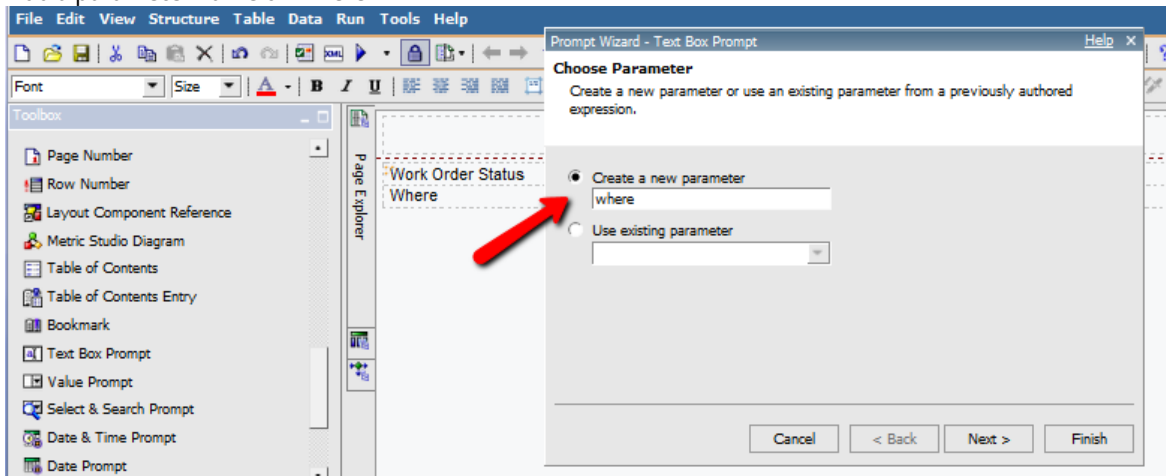 File Edit View Structure Table Data Run Tools Help
Prompt Wizard - Text Box Prompt Help X
Choose Parameter
Create a new parameter or use an existing parameter from a previously authored
expression.
Font Size A B I U
Toolbox
Page Number
Row Number
Layout Component Reference
Metric Studio Diagram
Table of Contents
Table of Contents Entry
Bookmark
Text Box Prompt
Value Prompt
Select & Search Prompt
Date & Time Prompt
Date Prompt
Page Explorer
Work Order Status
Where
Create a new parameter
where
Use existing parameter
Cancel < Back Next > Finish